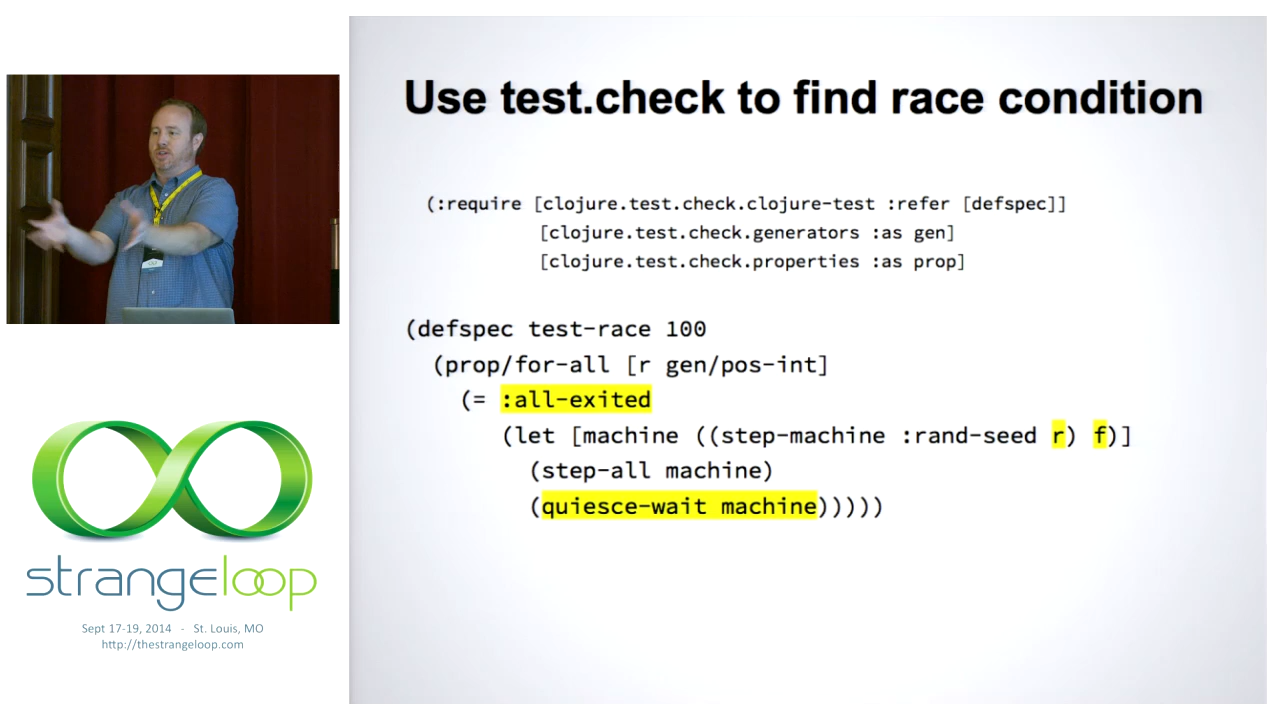 Use test.check to find race condition
(:require [clojure.test.check.clojure-test :refer [defspec]]
[clojure.test.check.generators :as gen]
[clojure.test.check.properties :as prop]
(defspec test-race 100
(prop/for-all [r gen/pos-int]
(= :all-exited
(let [machine ((step-machine :rand-seed r) f)]
(step-all machine)
(quiesce-wait machine)))))
strangeloop
Sept 17-19, 2014 - St. Louis, MO
http://thestrangeloop.com